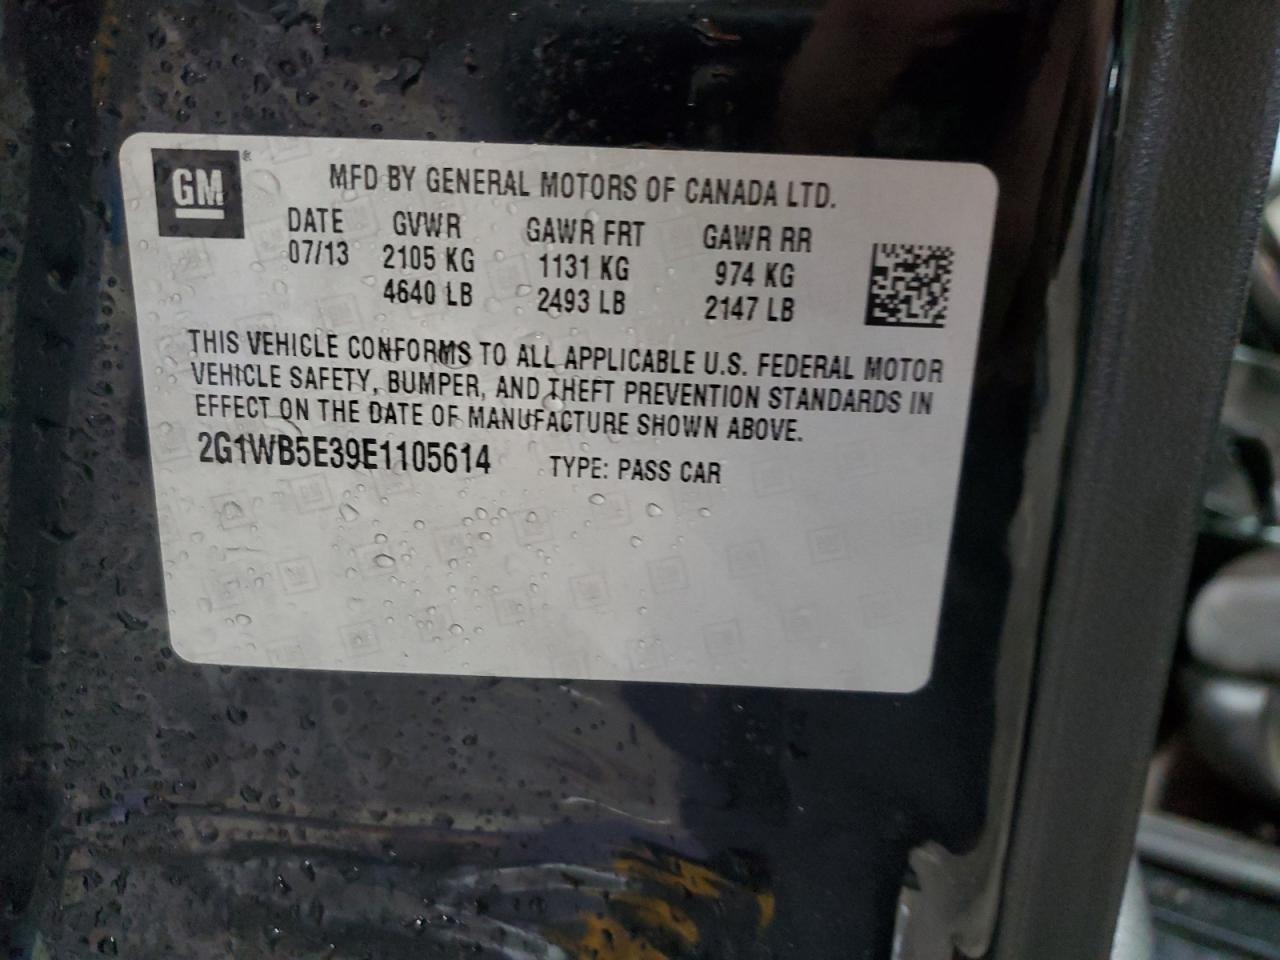 GM
MFD BY GENERAL MOTORS OF CANADA LTD.
DATE GVWR GAWR FRT GAWR RR
07/13 2105 KG 1131 KG 974 KG
4640 LB 2493 LB 2147 LB
THIS VEHICLE CONFORMS TO ALL APPLICABLE U.S. FEDERAL MOTOR
VEHICLE SAFETY, BUMPER, AND THEFT PREVENTION STANDARDS IN
EFFECT ON THE DATE OF MANUFACTURE SHOWN ABOVE.
2G1WB5E39E1105614 TYPE: PASS CAR